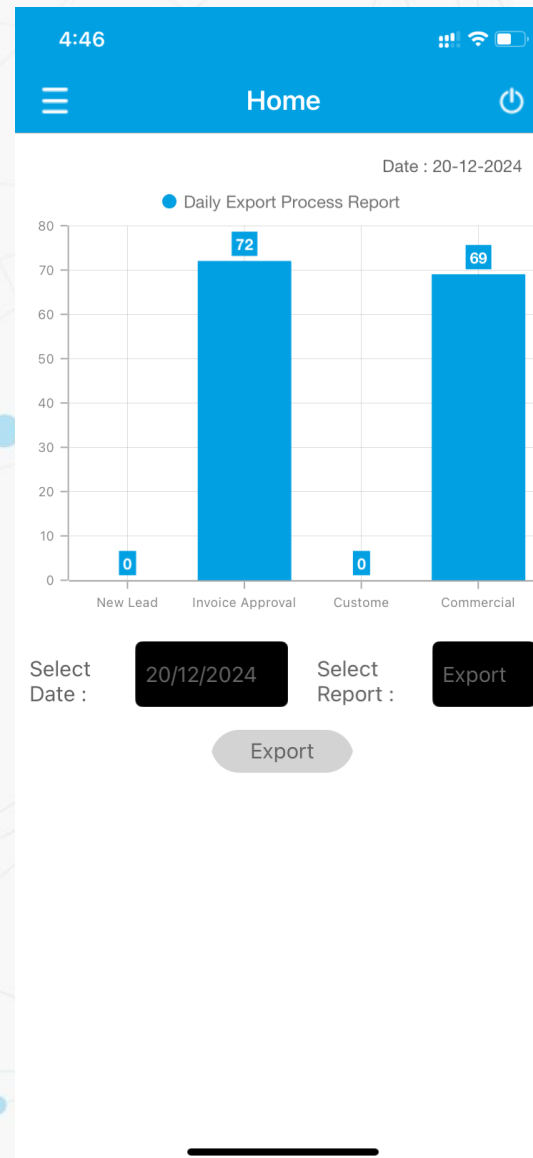 4:46
Home
Date : 20-12-2024
Daily Export Process Report
80
70
60
50
40
30
20
10
0
0
72
0
69
New Lead
Invoice Approval
Custome
Commercial
Select Date :
20/12/2024
Select Report :
Export
Export